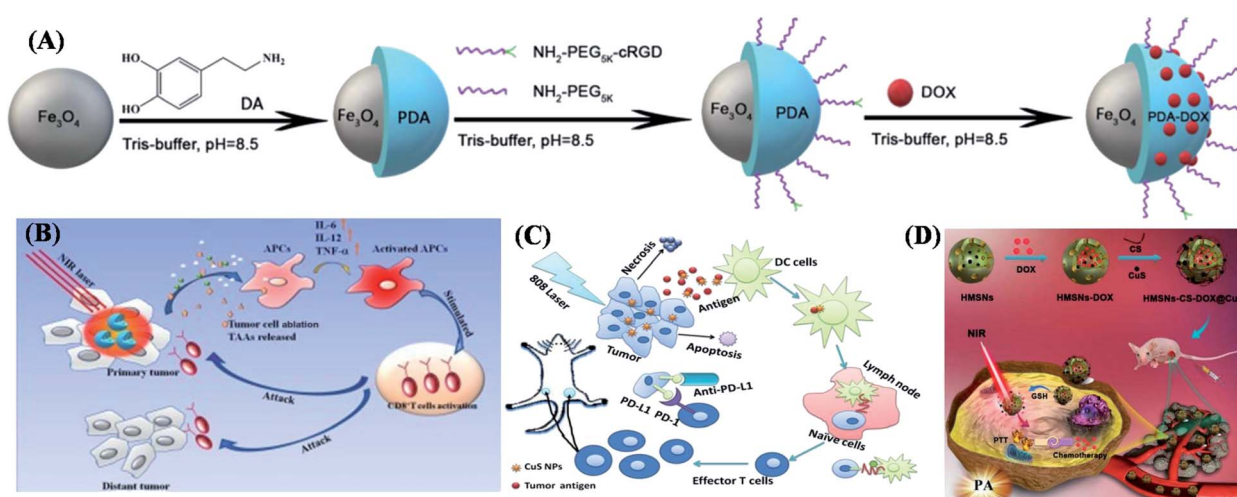 (A)
HO
HO
NH₂
DA
Fe₃O₄
Tris-buffer, pH=8.5
Fe₃O₄
PDA
NH₂-PEG₅ₖ-cRGD
NH₂-PEG₅ₖ
Tris-buffer, pH=8.5
Fe₃O₄
PDA
DOX
Tris-buffer, pH=8.5
Fe₃O₄
PDA-DOX
(B)
NIR laser
IL-6
IL-12
TNF-α
APCs
Activated APCs
Tumor cell ablation
TAAs released
Stimulated
Primary tumor
Attack
CD8⁺T cells activation
Attack
Distant tumor
(C)
808 Laser
Necrosis
DC cells
Antigen
Tumor
Apoptosis
Anti-PD-L1
PD-L1
PD-1
Lymph node
Naïve cells
CuS NPs
Tumor antigen
Effector T cells
(D)
DOX
CS
CuS
HMSNs
HMSNs-DOX
HMSNs-CS-DOX@Cu
NIR
GSH
PTT
Chemotherapy
PA